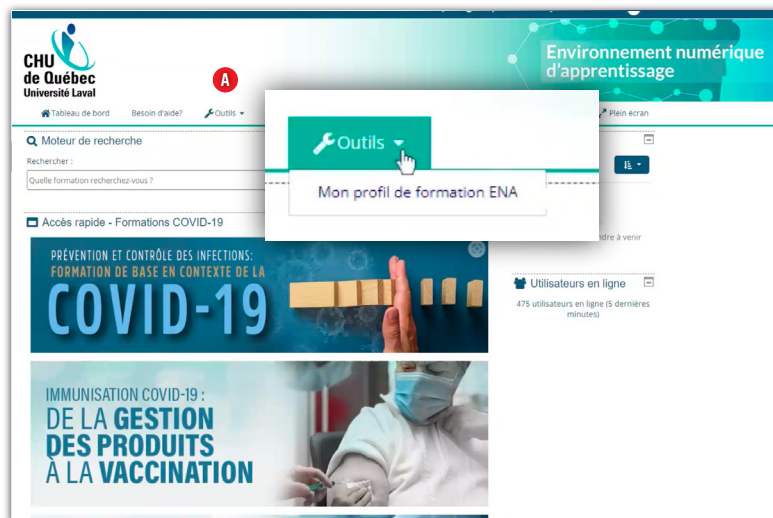 CHU
de Québec
Université Laval
Environnement numérique
d'apprentissage
A
Tableau de bord
Besoin d'aide?
Outils
Plein écran
Outils
Mon profil de formation ENA
Moteur de recherche
Rechercher :
Quelle formation recherchez-vous ?
Accès rapide - Formations COVID-19
PRÉVENTION ET CONTRÔLE DES INFECTIONS:
FORMATION DE BASE EN CONTEXTE DE LA
COVID-19
IMMUNISATION COVID-19 :
DE LA GESTION
DES PRODUITS
À LA VACCINATION
à venir
Utilisateurs en ligne
475 utilisateurs en ligne (5 dernières
minutes)